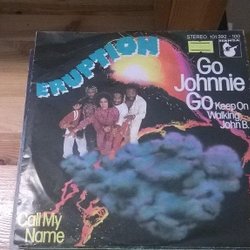 STEREO
ERUPTION
Go
Johnnie
Go
Keep On
Walking,
John B.
Call My
Name